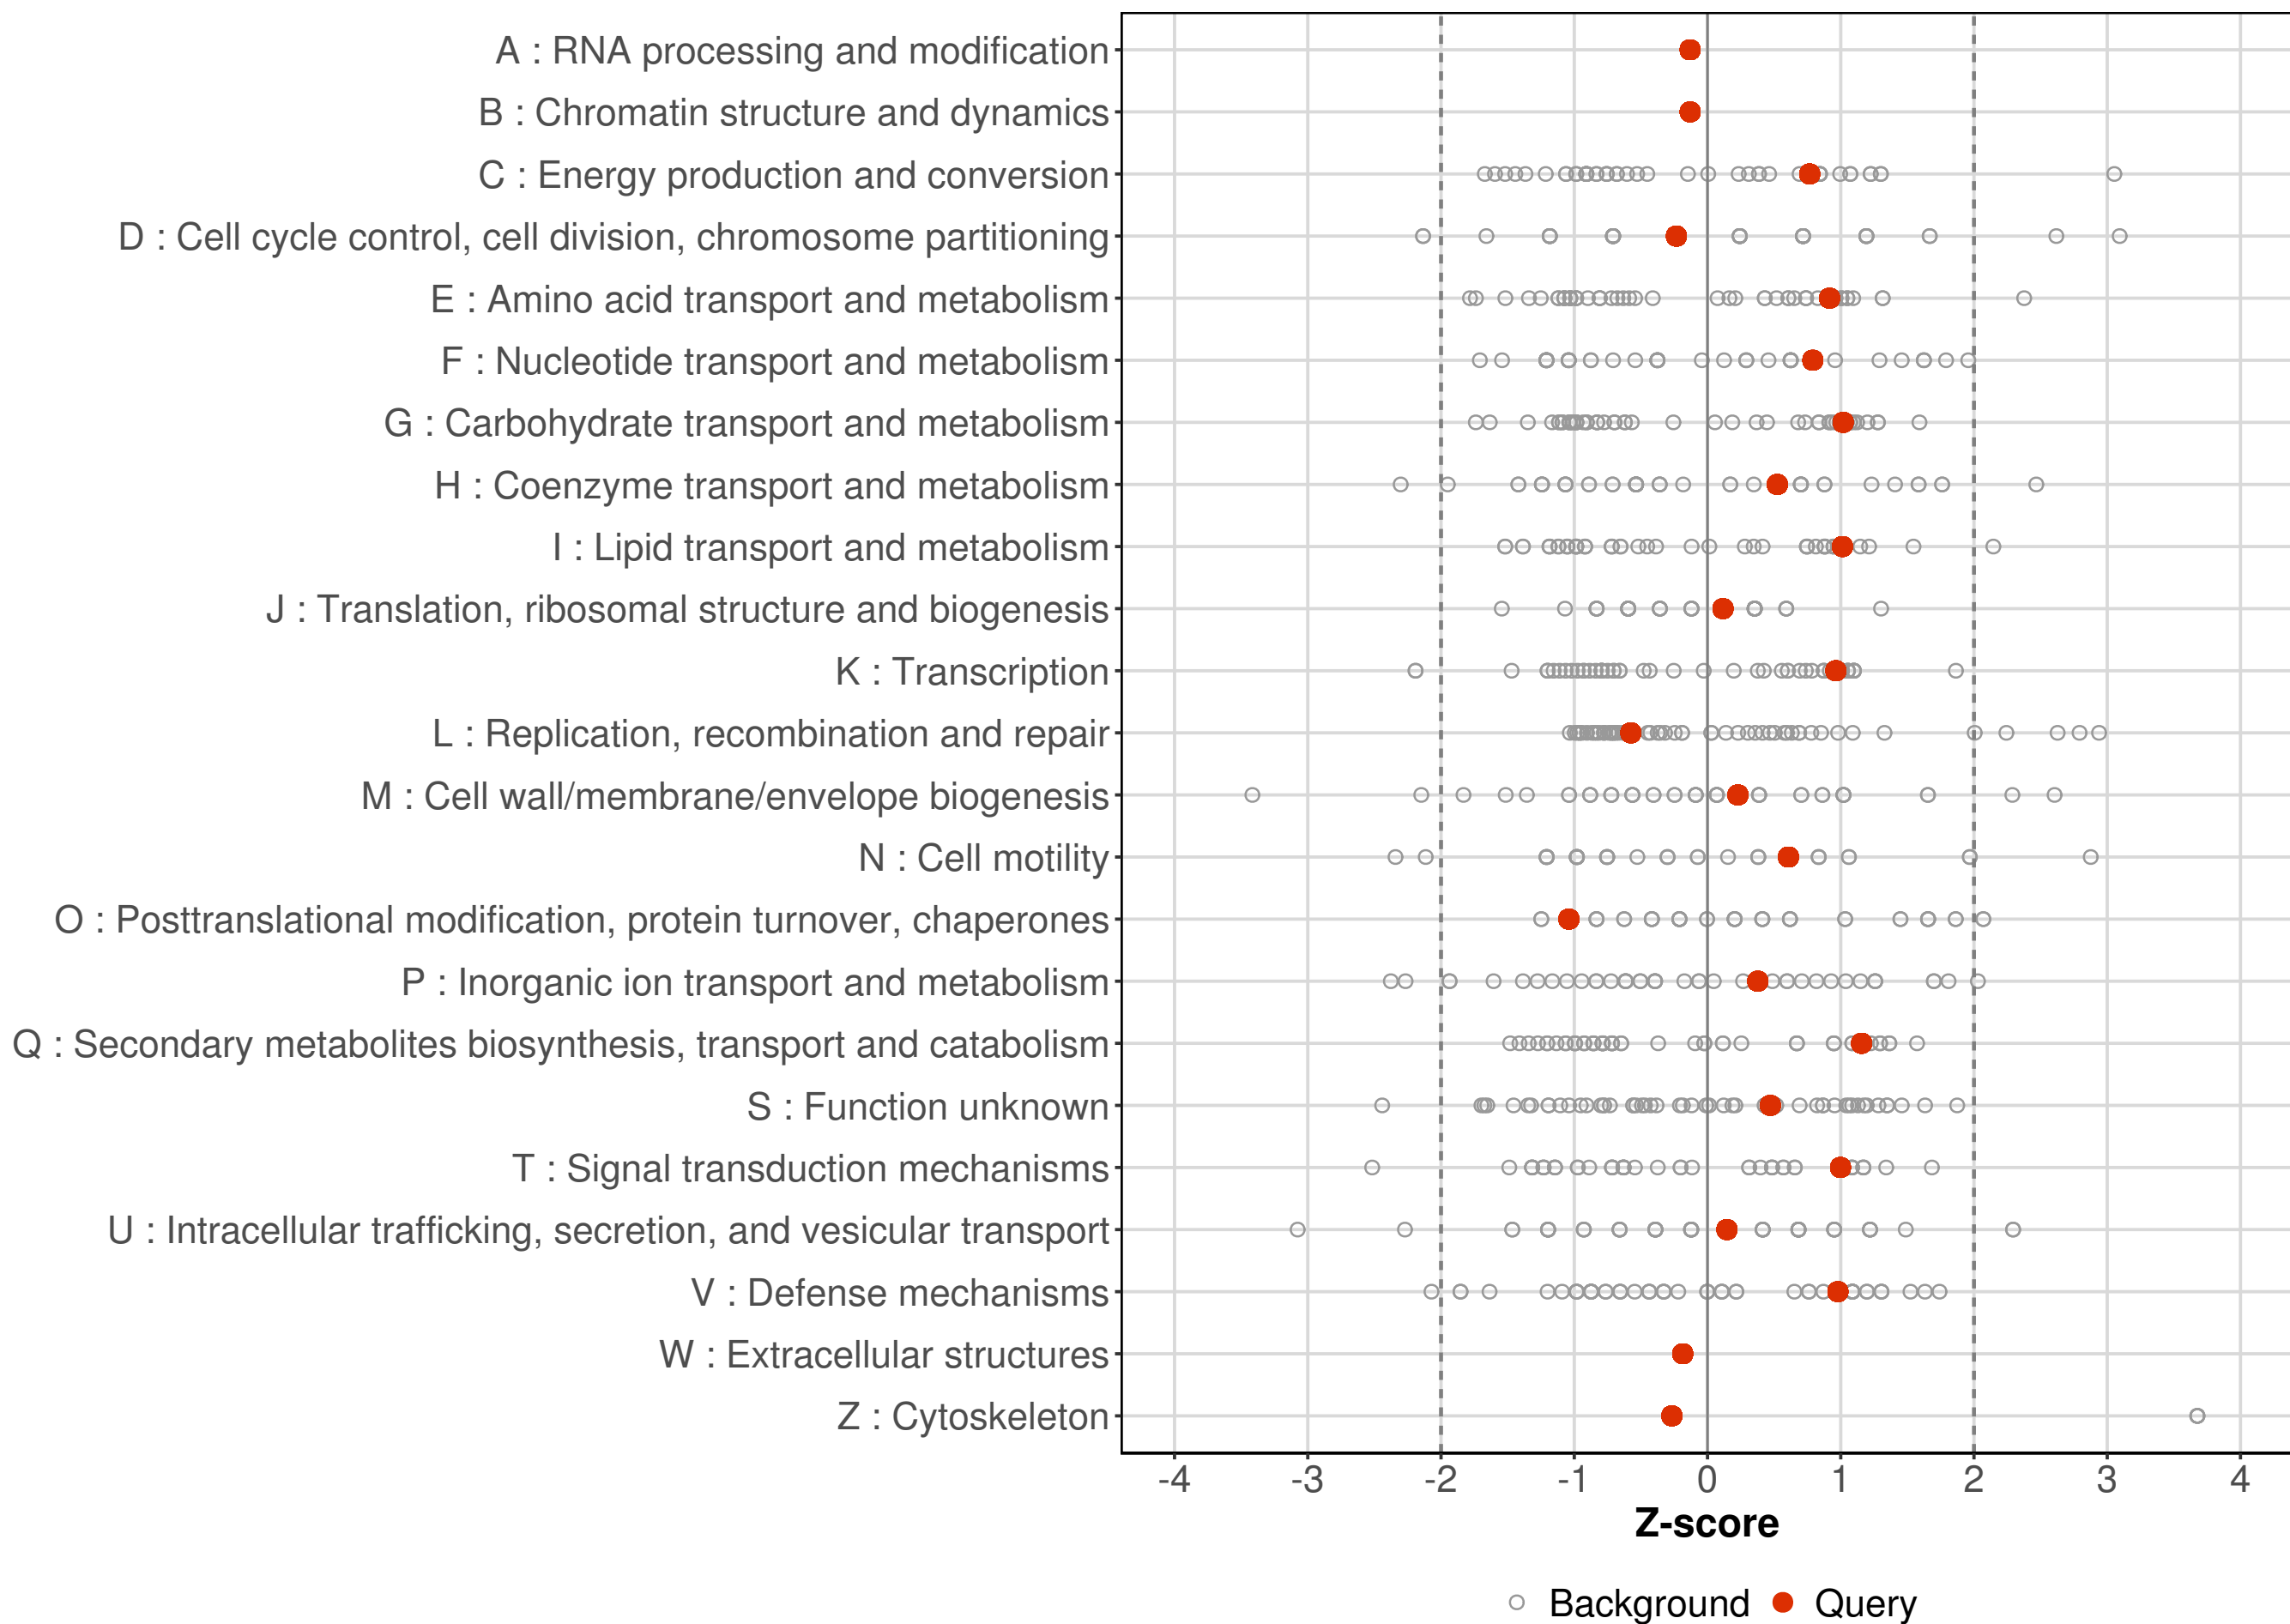 A : RNA processing and modification
B : Chromatin structure and dynamics
C : Energy production and conversion
D : Cell cycle control, cell division, chromosome partitioning
E : Amino acid transport and metabolism
F : Nucleotide transport and metabolism
G : Carbohydrate transport and metabolism
H : Coenzyme transport and metabolism
I : Lipid transport and metabolism
J : Translation, ribosomal structure and biogenesis
K : Transcription
L : Replication, recombination and repair
M : Cell wall/membrane/envelope biogenesis
N : Cell motility
O : Posttranslational modification, protein turnover, chaperones
P : Inorganic ion transport and metabolism
Q : Secondary metabolites biosynthesis, transport and catabolism
S : Function unknown
T : Signal transduction mechanisms
U : Intracellular trafficking, secretion, and vesicular transport
V : Defense mechanisms
W : Extracellular structures
Z : Cytoskeleton
-4 -3 -2 -1 0 1 2 3 4
Z-score
Background Query